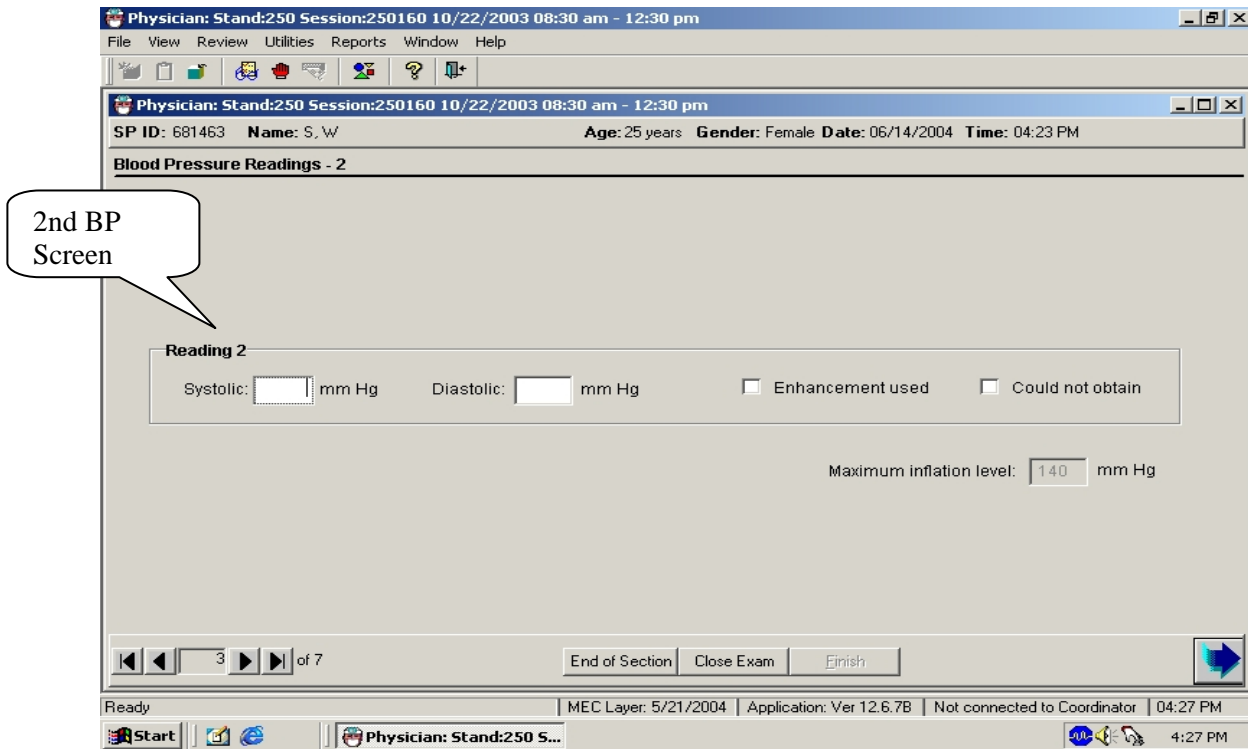 Physician: Stand:250 Session:250160 10/22/2003 08:30 am - 12:30 pm
File View Review Utilities Reports Window Help
Physician: Stand:250 Session:250160 10/22/2003 08:30 am - 12:30 pm
SP ID: 681463 Name: S, W Age: 25 years Gender: Female Date: 06/14/2004 Time: 04:23 PM
Blood Pressure Readings - 2
2nd BP
Screen
Reading 2
Systolic: mm Hg Diastolic: mm Hg Enhancement used Could not obtain
Maximum inflation level: 140 mm Hg
3 of 7 End of Section Close Exam Finish
Ready MEC Layer: 5/21/2004 Application: Ver 12.6.7B Not connected to Coordinator 04:27 PM
Start Physician: Stand:250 S... 4:27 PM